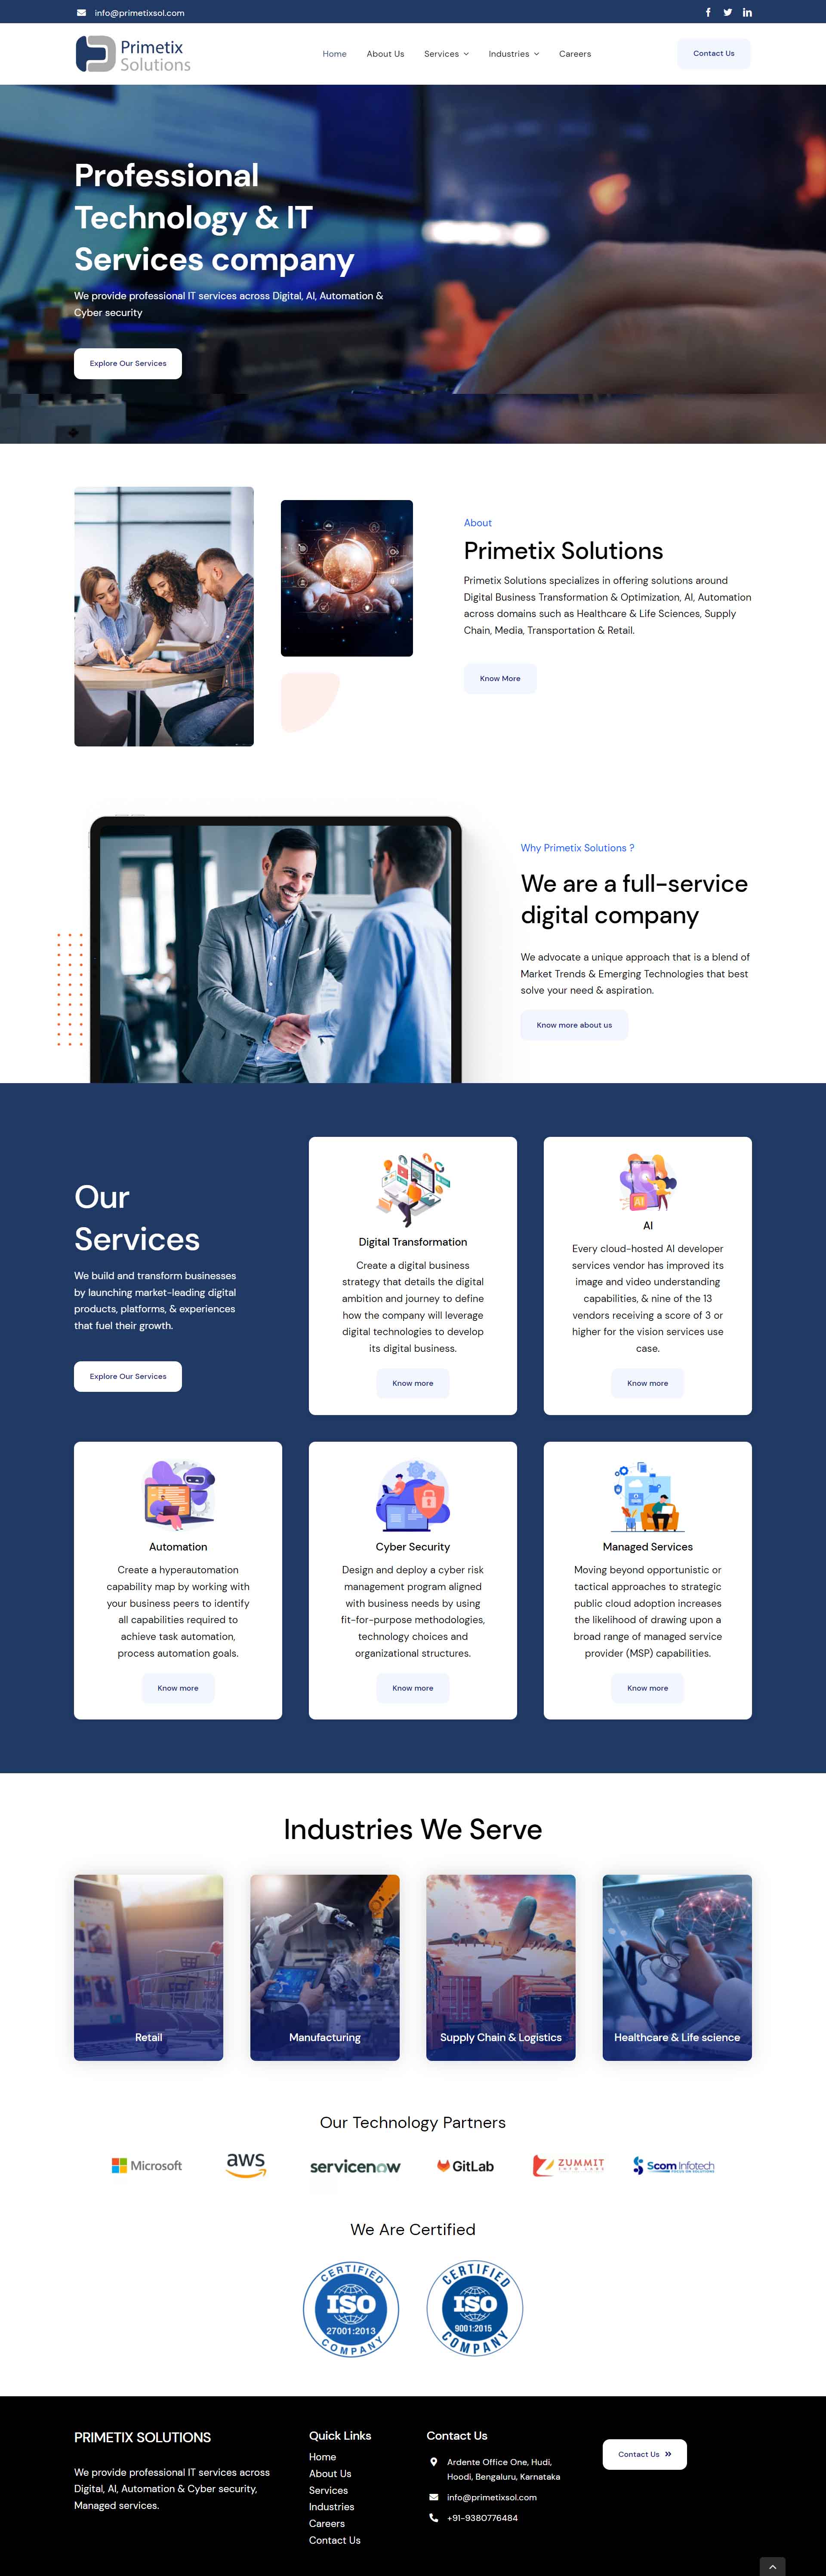 info@primetixsol.com
Primetix
Solutions
Home
About Us
Services
Industries
Careers
Contact Us
Professional
Technology & IT
Services company
We provide professional IT services across Digital, AI, Automation &
Cyber security
Explore Our Services
About
Primetix Solutions
Primetix Solutions specializes in offering solutions around
Digital Business Transformation & Optimization, AI, Automation
across domains such as Healthcare & Life Sciences, Supply
Chain, Media, Transportation & Retail.
Know More
Why Primetix Solutions ?
We are a full-service
digital company
We advocate a unique approach that is a blend of
Market Trends & Emerging Technologies that best
solve your need & aspiration.
Know more about us
Our
Services
We build and transform businesses
by launching market-leading digital
products, platforms, & experiences
that fuel their growth.
Explore Our Services
Digital Transformation
Create a digital business
strategy that details the digital
ambition and journey to define
how the company will leverage
digital technologies to develop
its digital business.
Know more
AI
AI
Every cloud-hosted AI developer
services vendor has improved its
image and video understanding
capabilities, & nine of the 13
vendors receiving a score of 3 or
higher for the vision services use
case.
Know more
Automation
Create a hyperautomation
capability map by working with
your business peers to identify
all capabilities required to
achieve task automation,
process automation goals.
Know more
Cyber Security
Design and deploy a cyber risk
management program aligned
with business needs by using
fit-for-purpose methodologies,
technology choices and
organizational structures.
Know more
Managed Services
Moving beyond opportunistic or
tactical approaches to strategic
public cloud adoption increases
the likelihood of drawing upon a
broad range of managed service
provider (MSP) capabilities.
Know more
Industries We Serve
Retail
Manufacturing
Supply Chain & Logistics
Healthcare & Life science
Our Technology Partners
Microsoft
aws
servicenow
GitLab
ZUMMIT
INFO LABS
Scom Infotech
FOCUS ON SOLUTIONS
We Are Certified
CERTIFIED
ISO
27001:2013
COMPANY
CERTIFIED
ISO
9001:2015
COMPANY
PRIMETIX SOLUTIONS
We provide professional IT services across
Digital, AI, Automation & Cyber security,
Managed services.
Quick Links
Home
About Us
Services
Industries
Careers
Contact Us
Contact Us
Ardente Office One, Hudi,
Hoodi, Bengaluru, Karnataka
info@primetixsol.com
+91-9380776484
Contact Us